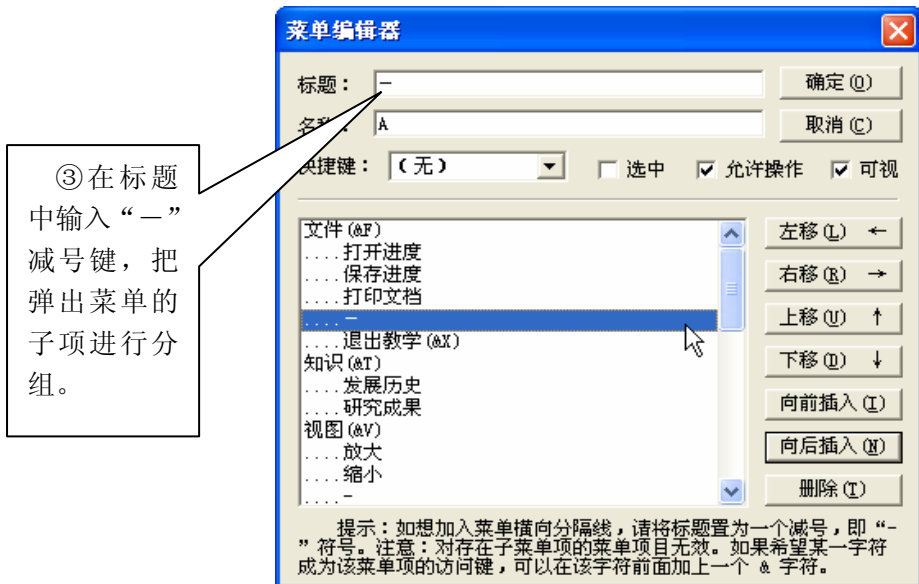 菜单编辑器
标题： －
确定(O)
名称： A
取消(C)
快捷键： (无) 选中 允许操作 可视
③在标题
中输入“－”
减号键，把
弹出菜单的
子项进行分
组。
文件(&F)
....打开进度
....保存进度
....打印文档
....－
....退出教学(&X)
知识(&T)
....发展历史
....研究成果
视图(&V)
....放大
....缩小
....-
左移(L) ←
右移(R) →
上移(U) ↑
下移(D) ↓
向前插入(I)
向后插入(N)
删除(T)
提示：如想加入菜单横向分隔线，请将标题置为一个减号，即“-
”符号。注意：对存在子菜单项的菜单项目无效。如果希望某一字符
成为该菜单项的访问键，可以在该字符前面加上一个 & 字符。